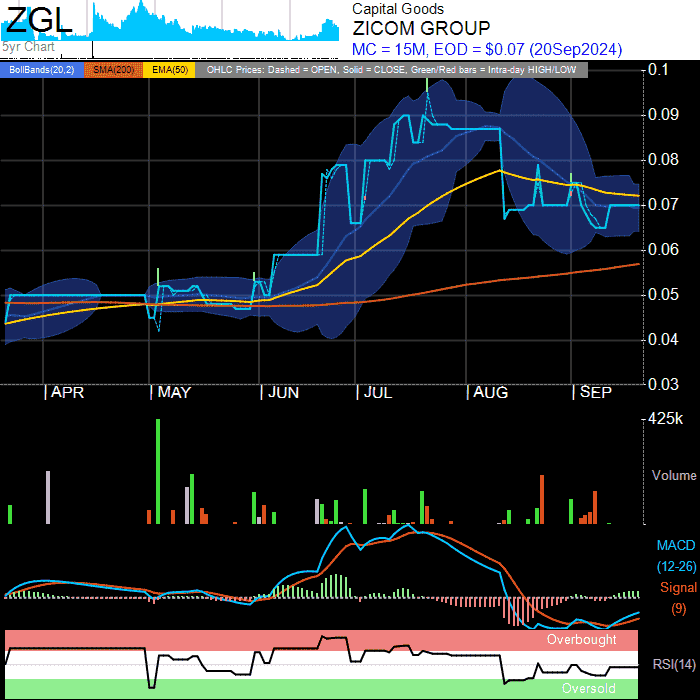 ZGL
5yr Chart
Capital Goods
ZICOM GROUP
MC = 15M, EOD = $0.07 (20Sep2024)
BollBands(20,2) SMA(200) EMA(50) OHLC Prices: Dashed = OPEN, Solid = CLOSE, Green/Red bars = Intra-day HIGH/LOW
0.1
0.09
0.08
0.07
0.06
0.05
0.04
0.03
APR MAY JUN JUL AUG SEP
425k
Volume
MACD
(12-26)
Signal
(9)
Overbought
RSI(14)
Oversold